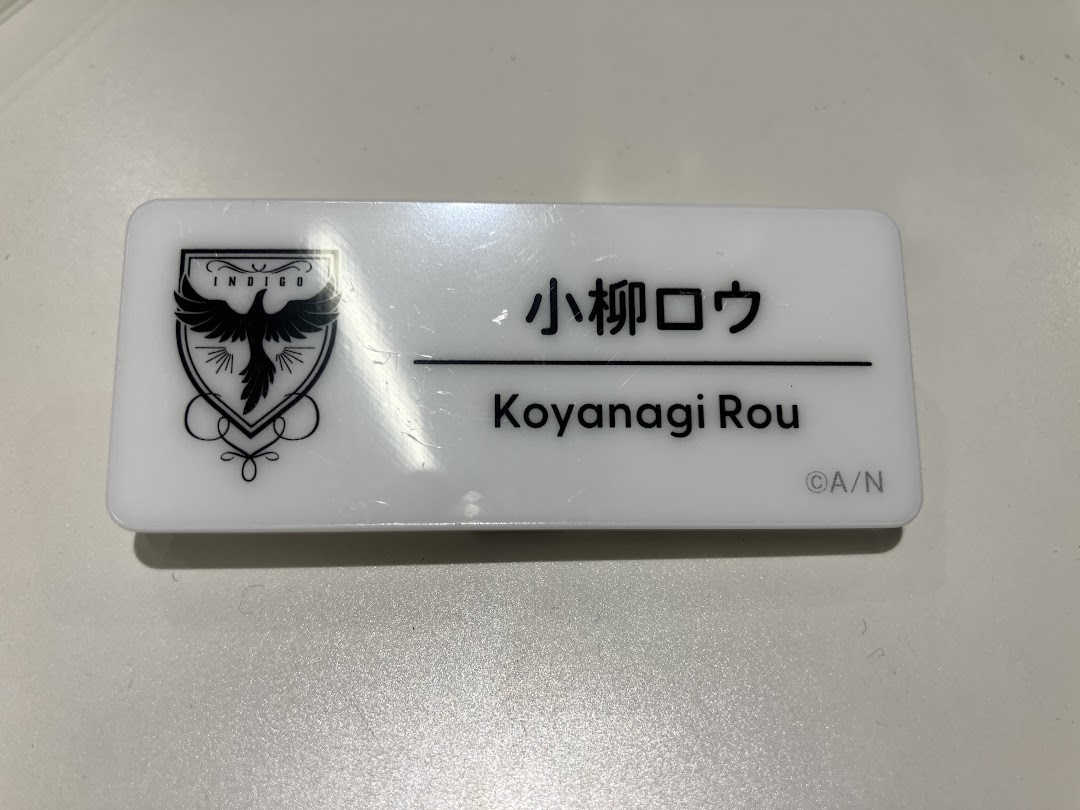 INDIGO
小柳ロウ
Koyanagi Rou
©A/N